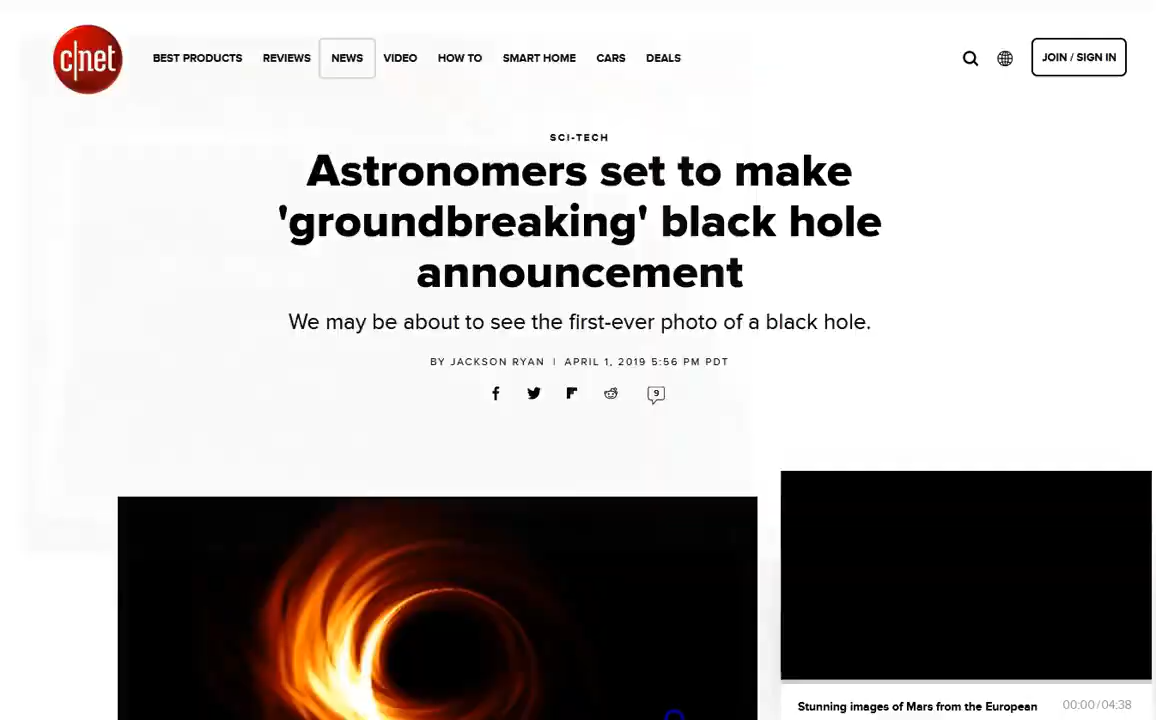 c|net
BEST PRODUCTS REVIEWS NEWS VIDEO HOW TO SMART HOME CARS DEALS
JOIN / SIGN IN
SCI-TECH
Astronomers set to make
'groundbreaking' black hole
announcement
We may be about to see the first-ever photo of a black hole.
BY JACKSON RYAN | APRIL 1, 2019 5:56 PM PDT
9
Stunning images of Mars from the European 00:00/04:38